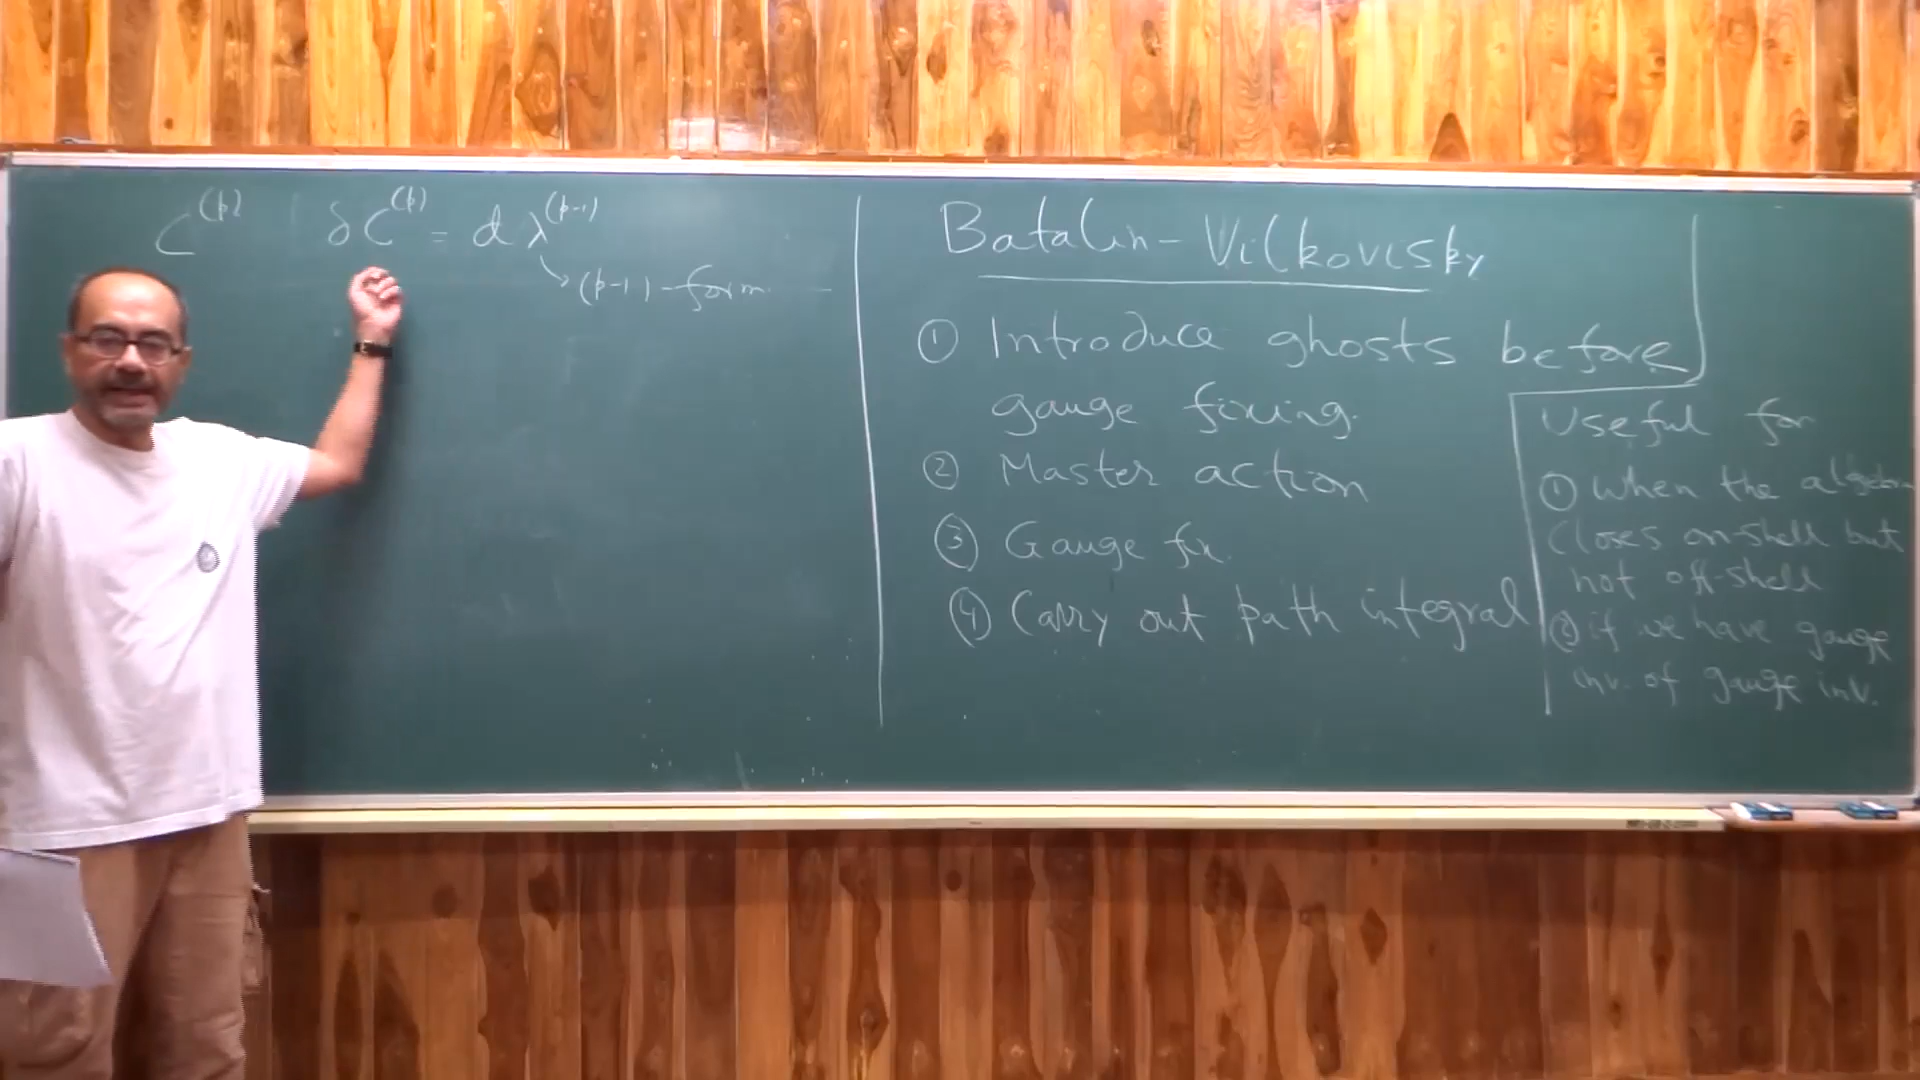 C^(p) δC^(p) = dλ^(p-1)
(p-1)-form
Batalin-Vilkovisky
① Introduce ghosts before
gauge fixing.
② Master action
③ Gauge fix.
④ Carry out path integral
Useful for
① When the algebra
closes on-shell but
not off-shell
② if we have gauge
inv. of gauge inv.